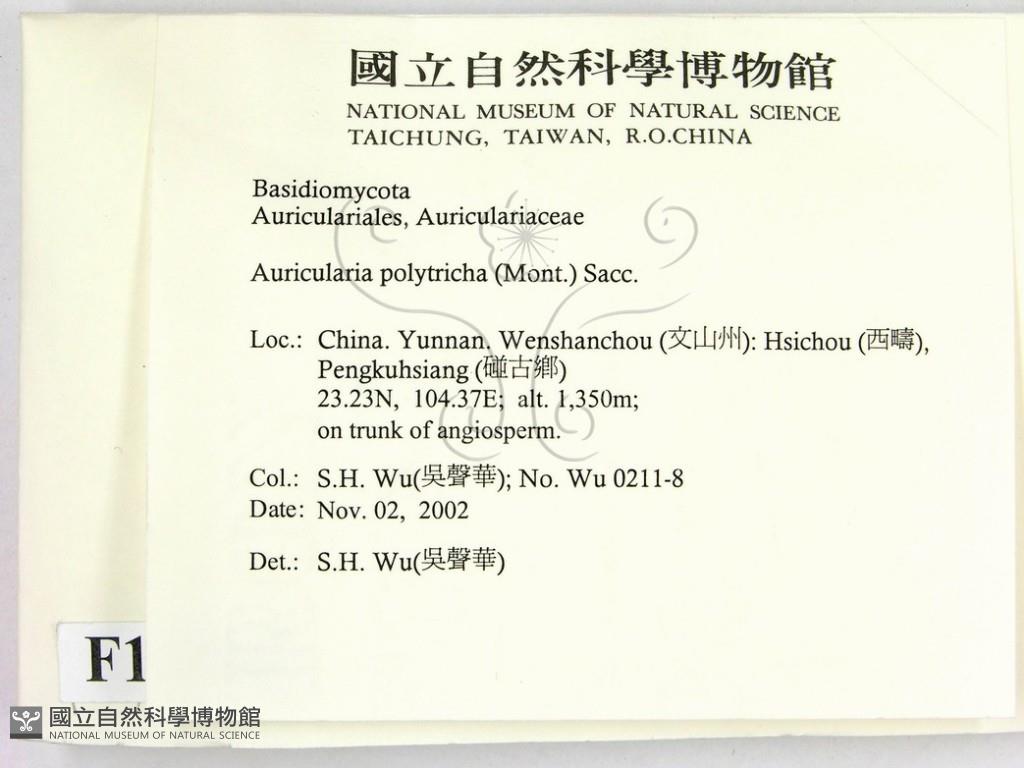 國立自然科學博物館
NATIONAL MUSEUM OF NATURAL SCIENCE
TAICHUNG, TAIWAN, R.O.CHINA
Basidiomycota
Auriculariales, Auriculariaceae
Auricularia polytricha (Mont.) Sacc.
Loc.: China. Yunnan. Wenshanchou (文山州): Hsichou (西疇),
Pengkuhsiang (碰古鄉)
23.23N, 104.37E; alt. 1,350m;
on trunk of angiosperm.
Col.: S.H. Wu(吳聲華); No. Wu 0211-8
Date: Nov. 02, 2002
Det.: S.H. Wu(吳聲華)
F1
國立自然科學博物館
NATIONAL MUSEUM OF NATURAL SCIENCE